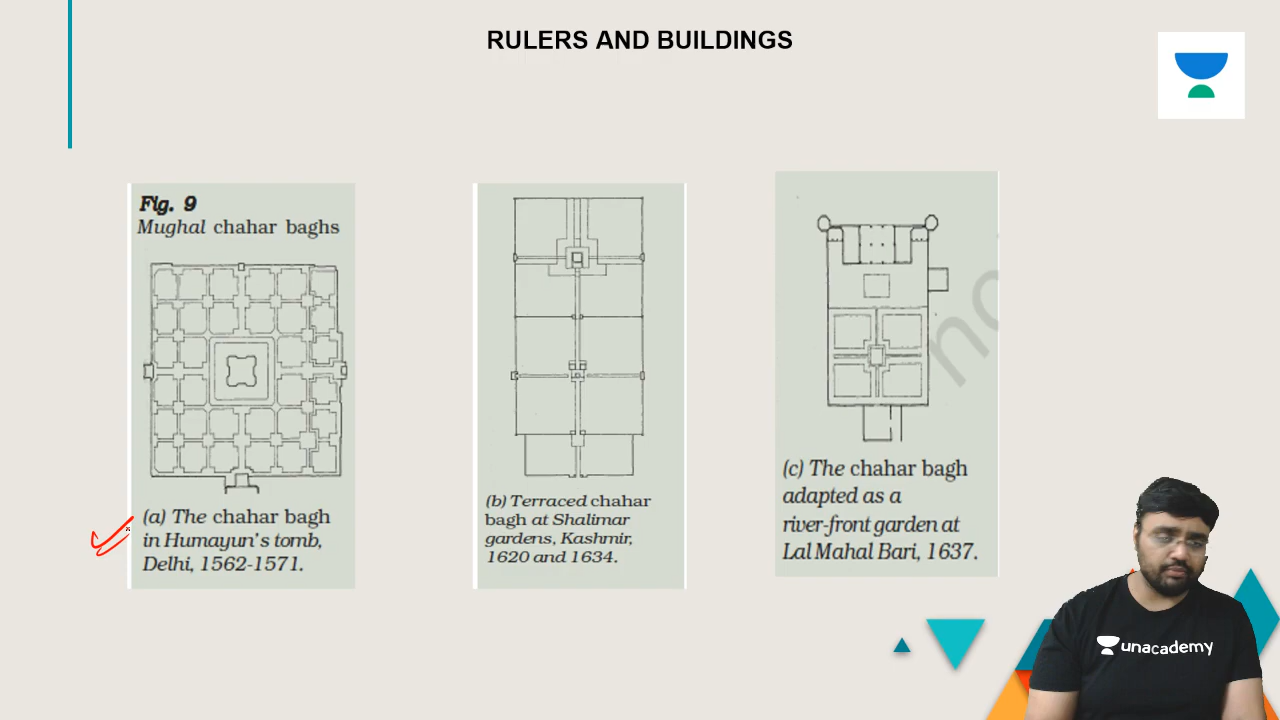 RULERS AND BUILDINGS
Fig. 9
Mughal chahar baghs
(a) The chahar bagh
in Humayun's tomb,
Delhi, 1562-1571.
(b) Terraced chahar
bagh at Shalimar
gardens, Kashmir,
1620 and 1634.
(c) The chahar bagh
adapted as a
river-front garden at
Lal Mahal Bari, 1637.
unacademy